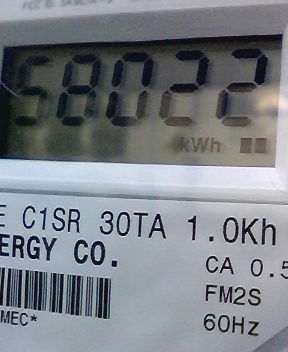 58022
kWh
E C1SR 30TA 1.0Kh
ERGY CO.
CA 0.5
FM2S
MEC*
60Hz